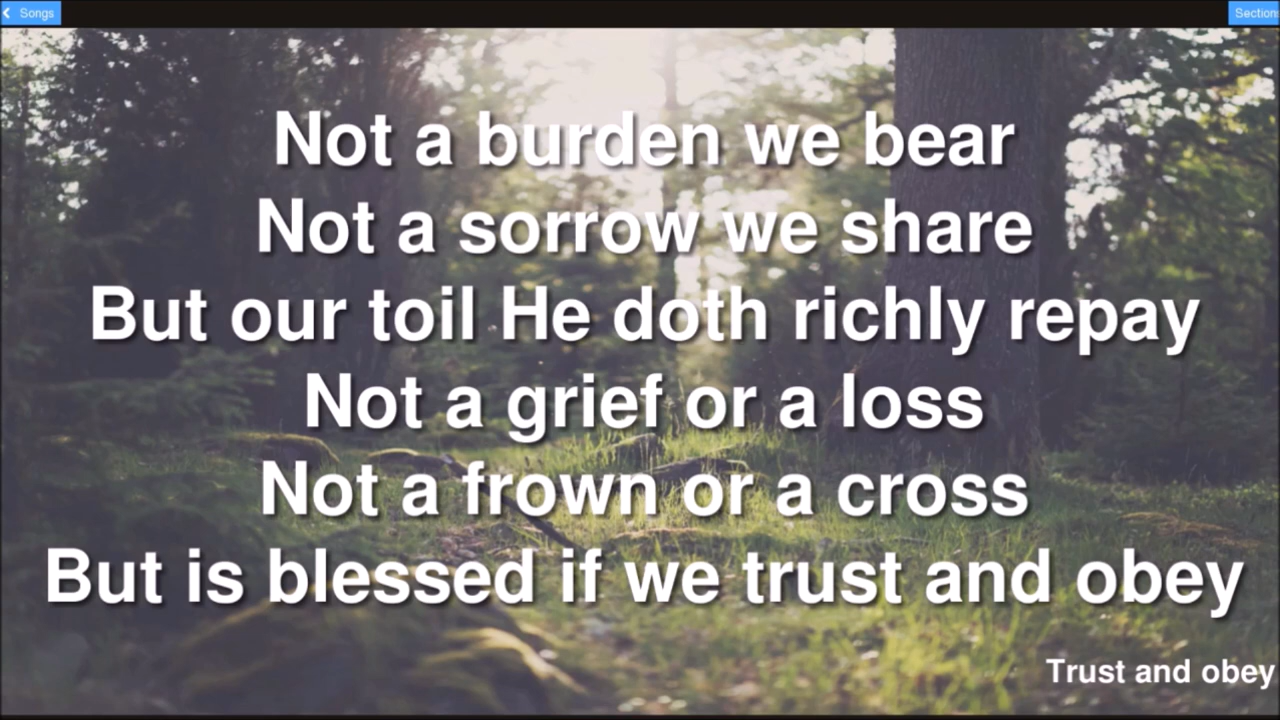 Songs
Section
Not a burden we bear
Not a sorrow we share
But our toil He doth richly repay
Not a grief or a loss
Not a frown or a cross
But is blessed if we trust and obey
Trust and obey